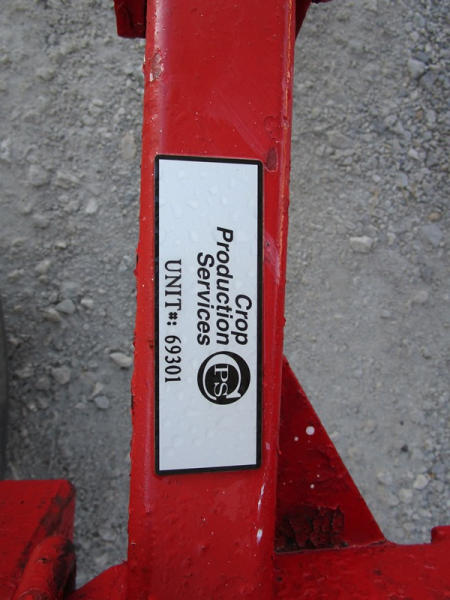 Crop
Production
Services
CPS
UNIT#: 69301